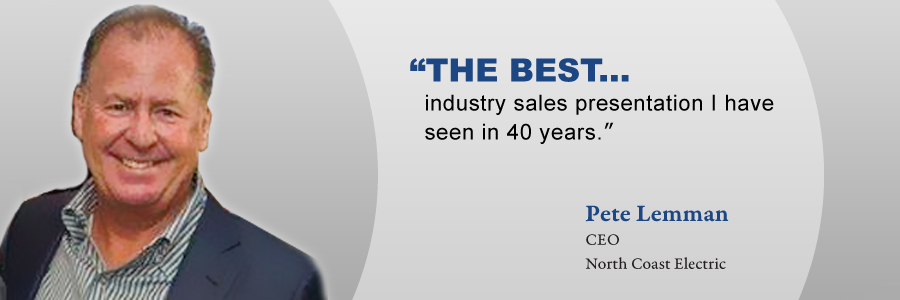 “THE BEST...
industry sales presentation I have
seen in 40 years.”
Pete Lemman
CEO
North Coast Electric